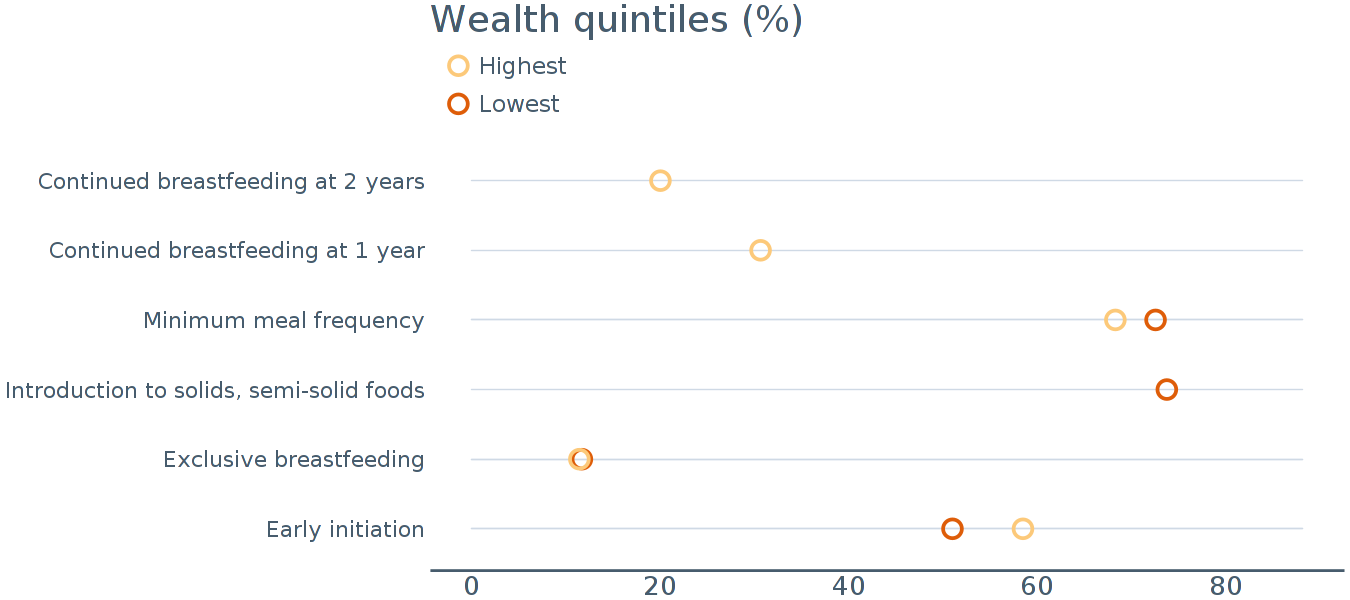 Wealth quintiles (%)
Highest
Lowest
Continued breastfeeding at 2 years
Continued breastfeeding at 1 year
Minimum meal frequency
Introduction to solids, semi-solid foods
Exclusive breastfeeding
Early initiation
0 20 40 60 80